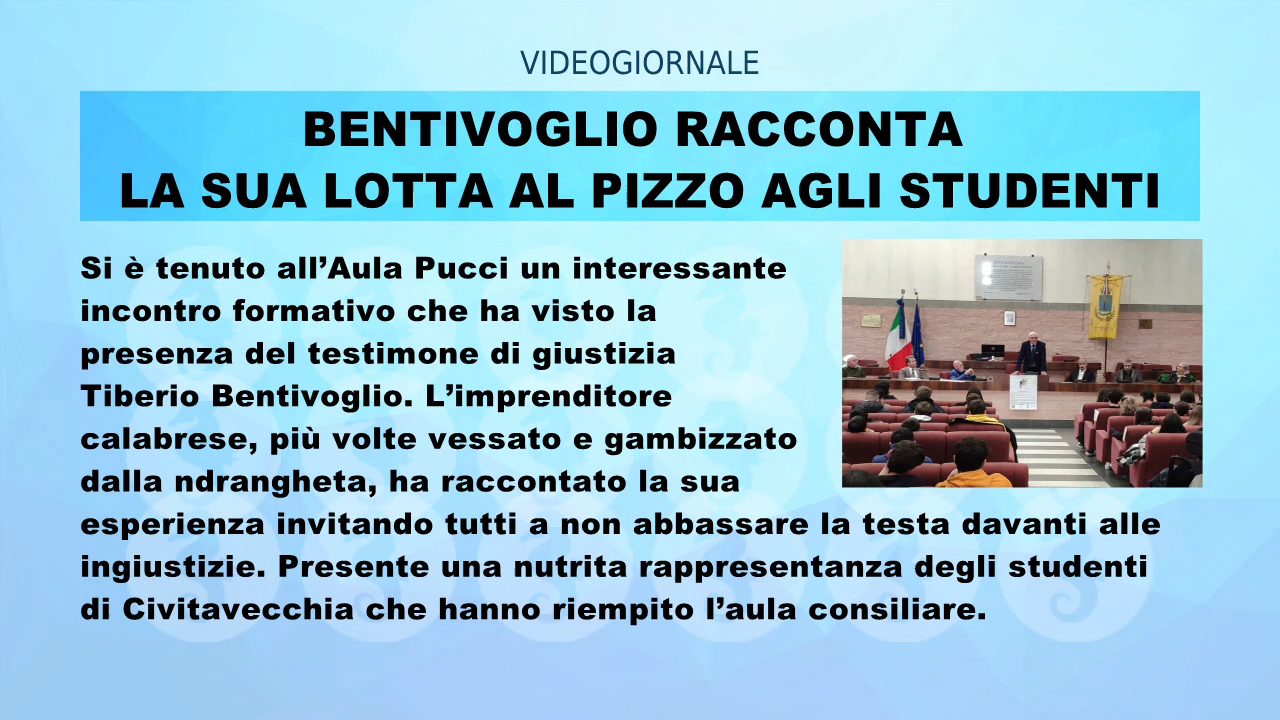 VIDEOGIORNALE
BENTIVOGLIO RACCONTA
LA SUA LOTTA AL PIZZO AGLI STUDENTI
Si è tenuto all’Aula Pucci un interessante
incontro formativo che ha visto la
presenza del testimone di giustizia
Tiberio Bentivoglio. L’imprenditore
calabrese, più volte vessato e gambizzato
dalla ndrangheta, ha raccontato la sua
esperienza invitando tutti a non abbassare la testa davanti alle
ingiustizie. Presente una nutrita rappresentanza degli studenti
di Civitavecchia che hanno riempito l’aula consiliare.